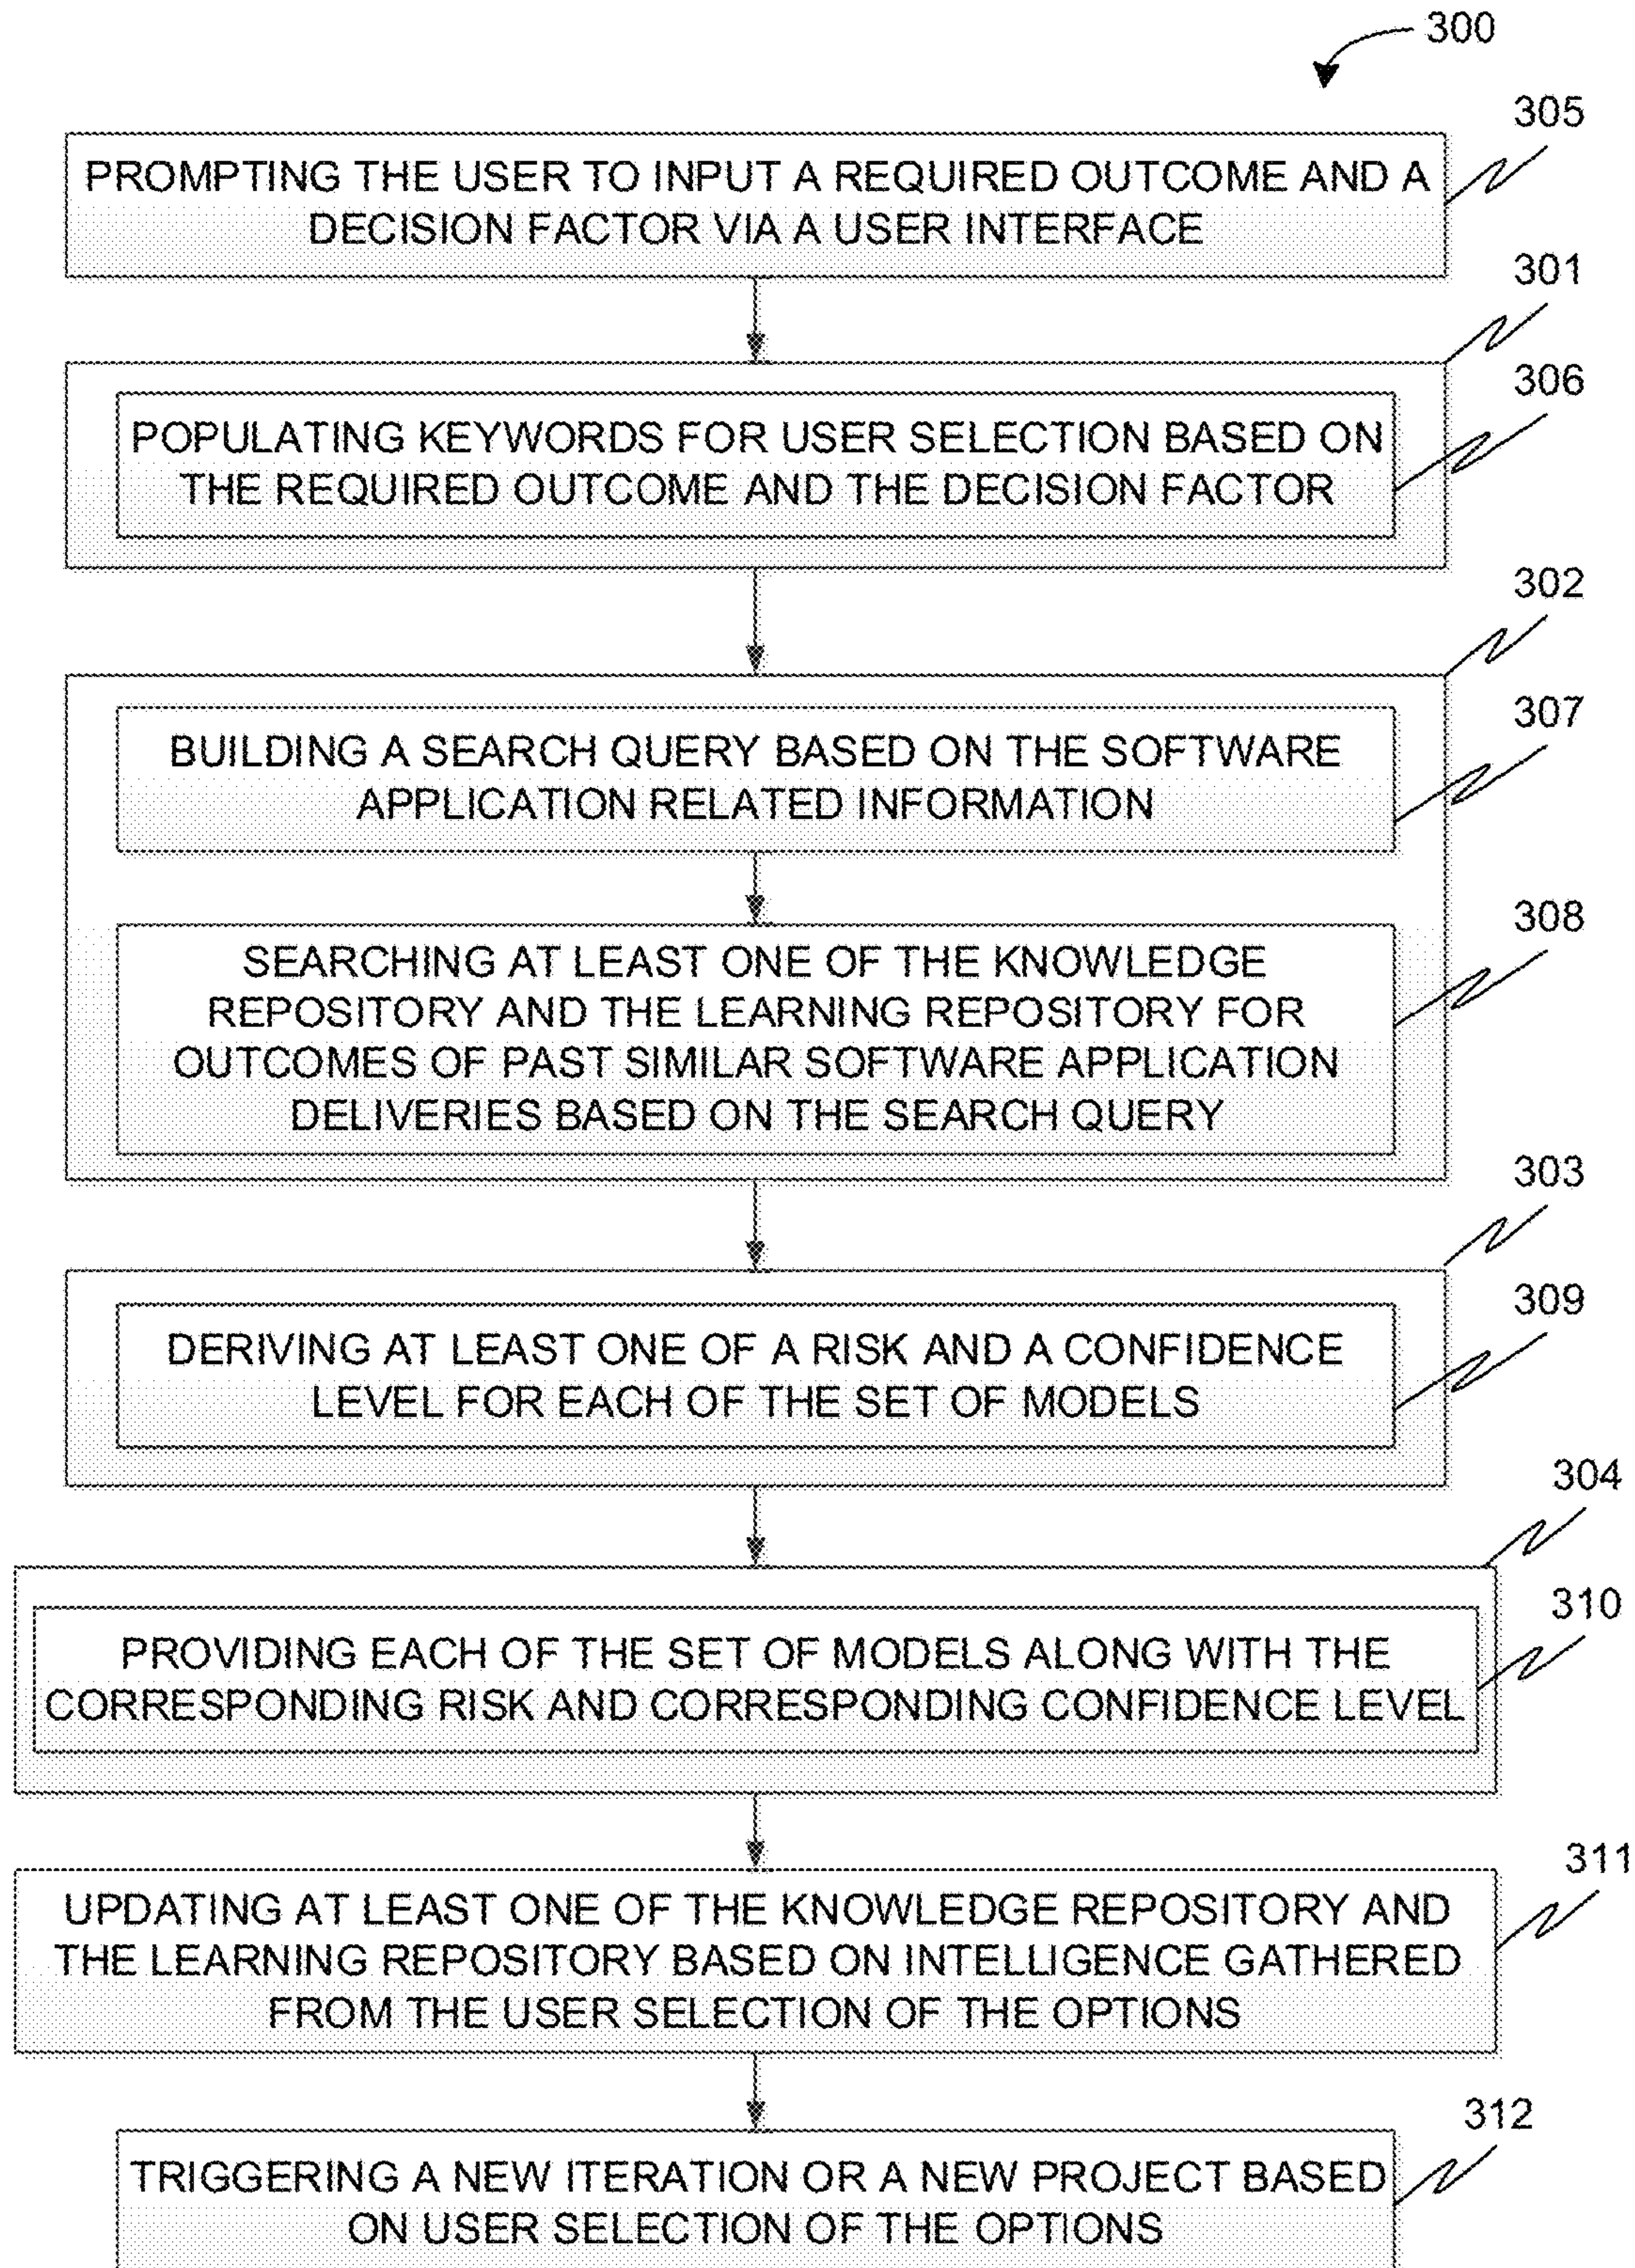 300
305
PROMPTING THE USER TO INPUT A REQUIRED OUTCOME AND A
DECISION FACTOR VIA A USER INTERFACE
301
306
POPULATING KEYWORDS FOR USER SELECTION BASED ON
THE REQUIRED OUTCOME AND THE DECISION FACTOR
302
307
BUILDING A SEARCH QUERY BASED ON THE SOFTWARE
APPLICATION RELATED INFORMATION
308
SEARCHING AT LEAST ONE OF THE KNOWLEDGE
REPOSITORY AND THE LEARNING REPOSITORY FOR
OUTCOMES OF PAST SIMILAR SOFTWARE APPLICATION
DELIVERIES BASED ON THE SEARCH QUERY
303
309
DERIVING AT LEAST ONE OF A RISK AND A CONFIDENCE
LEVEL FOR EACH OF THE SET OF MODELS
304
310
PROVIDING EACH OF THE SET OF MODELS ALONG WITH THE
CORRESPONDING RISK AND CORRESPONDING CONFIDENCE LEVEL
311
UPDATING AT LEAST ONE OF THE KNOWLEDGE REPOSITORY AND
THE LEARNING REPOSITORY BASED ON INTELLIGENCE GATHERED
FROM THE USER SELECTION OF THE OPTIONS
312
TRIGGERING A NEW ITERATION OR A NEW PROJECT BASED
ON USER SELECTION OF THE OPTIONS